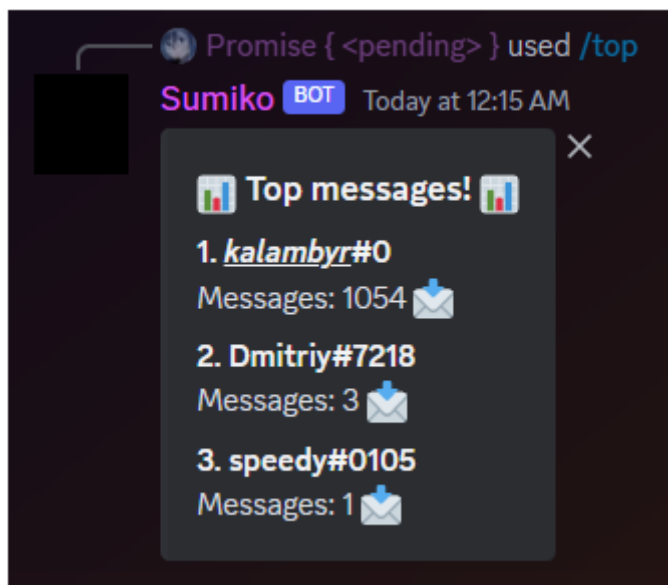 Promise { <pending> } used /top
Sumiko BOT Today at 12:15 AM
Top messages!
1. kalambyr#0
Messages: 1054
2. Dmitriy#7218
Messages: 3
3. speedy#0105
Messages: 1